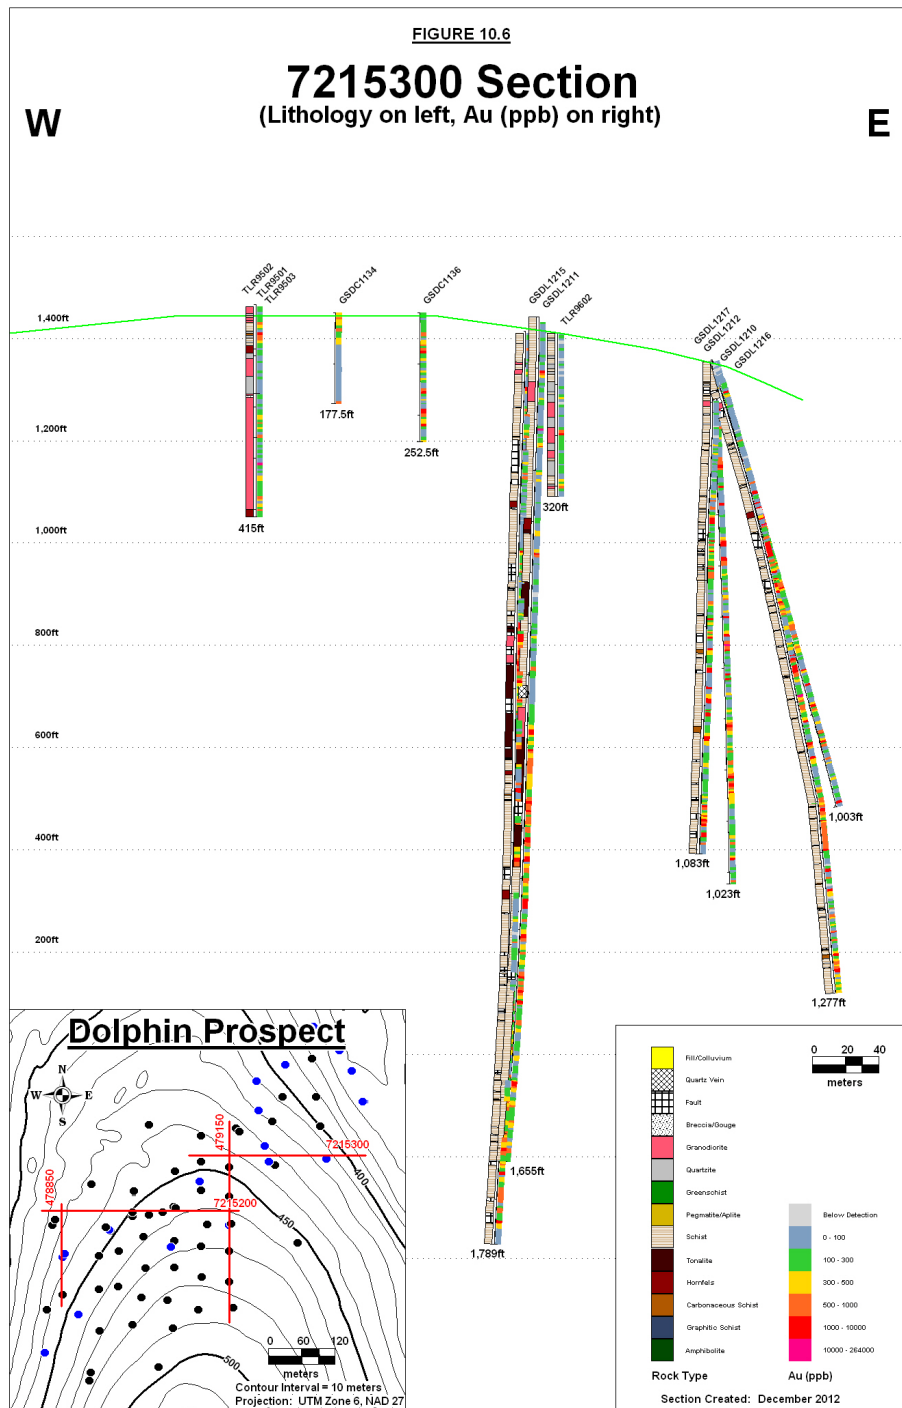 FIGURE 10.6
7215300 Section
(Lithology on left, Au (ppb) on right)
W
E
TLR9502
TLR9501
TLR9503
GSDC1134
GSDC1136
GSDL1215
GSDL1211
TLR9602
GSDL1217
GSDL1212
GSDL1210
GSDL1216
1,400ft
177.5ft
1,200ft
252.5ft
320ft
415ft
1,000ft
800ft
600ft
1,003ft
400ft
1,083ft
1,023ft
200ft
1,277ft
1,655ft
1,789ft
Dolphin Prospect
N
W E
S
479150
7215300
400
478850
7215200
450
500
0 60 120
meters
Contour Interval = 10 meters
Projection: UTM Zone 6, NAD 27
0 20 40
meters
Fill/Colluvium
Quartz Vein
Fault
Breccia/Gouge
Granodiorite
Quartzite
Greenschist
Pegmatite/Aplite
Schist
Tonalite
Hornfels
Carbonaceous Schist
Graphitic Schist
Amphibolite
Rock Type
Below Detection
0 - 100
100 - 300
300 - 500
500 - 1000
1000 - 10000
10000 - 264000
Au (ppb)
Section Created: December 2012